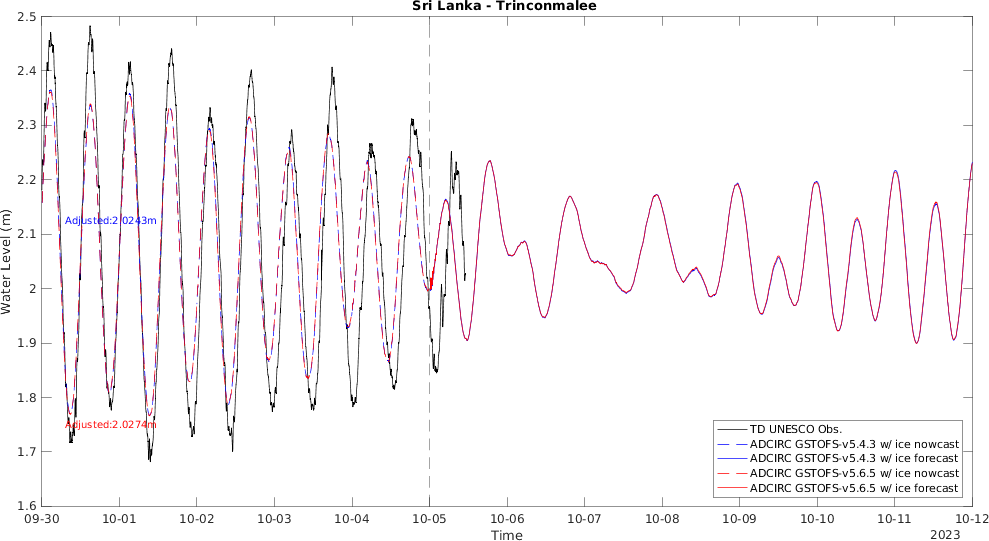 Sri Lanka - Trinconmalee
2.5
2.4
2.3
2.2
2.1
2
1.9
1.8
1.7
1.6
Water Level (m)
Adjusted:2.0243m
Adjusted:2.0274m
TD UNESCO Obs.
ADCIRC GSTOFS-v5.4.3 w/ ice nowcast
ADCIRC GSTOFS-v5.4.3 w/ ice forecast
ADCIRC GSTOFS-v5.6.5 w/ ice nowcast
ADCIRC GSTOFS-v5.6.5 w/ ice forecast
09-30 10-01 10-02 10-03 10-04 10-05 10-06 10-07 10-08 10-09 10-10 10-11 10-12
Time
2023